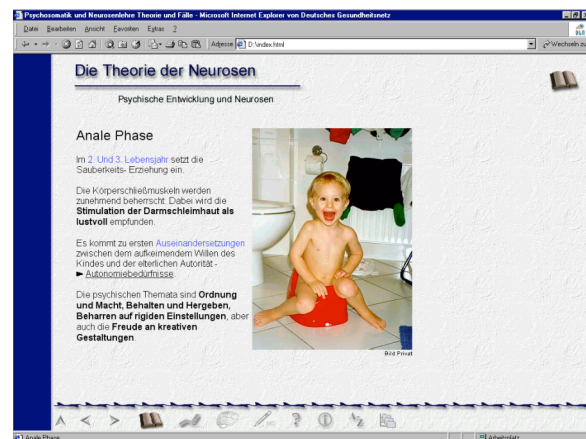 Psychosomatik und Neurosenlehre Theorie und Fälle - Microsoft Internet Explorer von Deutsches Gesundheitsnetz
Datei Bearbeiten Ansicht Favoriten Extras ?
Adresse D:\index.html Wechseln zu
Die Theorie der Neurosen
Psychische Entwicklung und Neurosen
Anale Phase
Im 2. Und 3. Lebensjahr setzt die
Sauberkeits- Erziehung ein.
Die Körperschließmuskeln werden
zunehmend beherrscht. Dabei wird die
Stimulation der Darmschleimhaut als
lustvoll empfunden.
Es kommt zu ersten Auseinandersetzungen
zwischen dem aufkeimendem Willen des
Kindes und der elterlichen Autorität -
► Autonomiebedürfnisse.
Die psychischen Themata sind Ordnung
und Macht, Behalten und Hergeben,
Beharren auf rigiden Einstellungen, aber
auch die Freude an kreativen
Gestaltungen.
Bild Privat
Anale Phase Arbeitsplatz